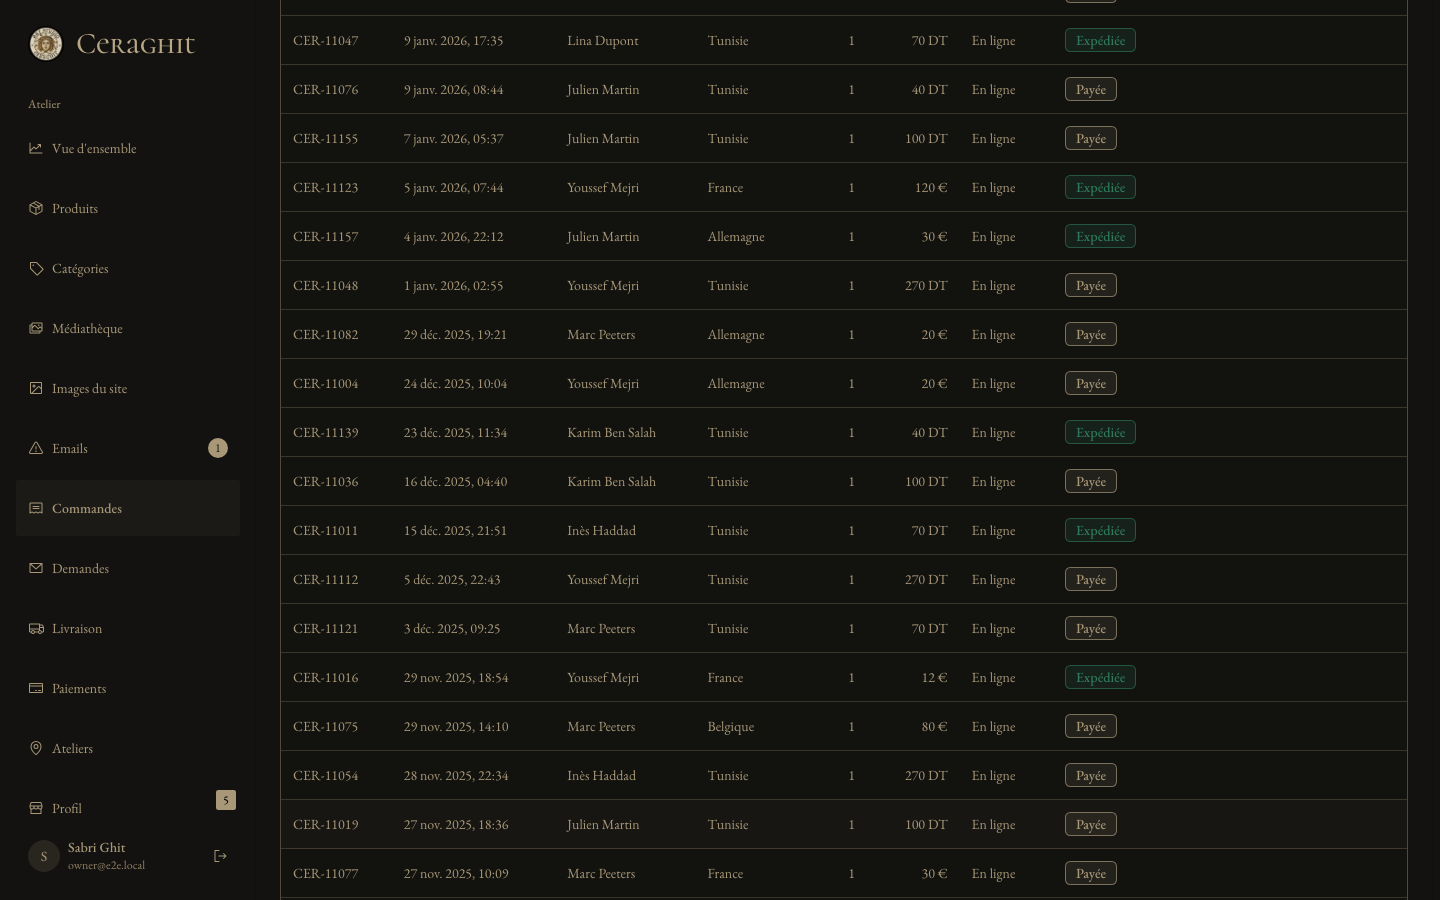 Ceraghit
Atelier
Vue d'ensemble
Produits
Catégories
Médiathèque
Images du site
Emails 1
Commandes
Demandes
Livraison
Paiements
Ateliers
Profil 5
S Sabri Ghit
owner@e2e.local
CER-11047 9 janv. 2026, 17:35 Lina Dupont Tunisie 1 70 DT En ligne Expédiée
CER-11076 9 janv. 2026, 08:44 Julien Martin Tunisie 1 40 DT En ligne Payée
CER-11155 7 janv. 2026, 05:37 Julien Martin Tunisie 1 100 DT En ligne Payée
CER-11123 5 janv. 2026, 07:44 Youssef Mejri France 1 120 € En ligne Expédiée
CER-11157 4 janv. 2026, 22:12 Julien Martin Allemagne 1 30 € En ligne Expédiée
CER-11048 1 janv. 2026, 02:55 Youssef Mejri Tunisie 1 270 DT En ligne Payée
CER-11082 29 déc. 2025, 19:21 Marc Peeters Allemagne 1 20 € En ligne Payée
CER-11004 24 déc. 2025, 10:04 Youssef Mejri Allemagne 1 20 € En ligne Payée
CER-11139 23 déc. 2025, 11:34 Karim Ben Salah Tunisie 1 40 DT En ligne Expédiée
CER-11036 16 déc. 2025, 04:40 Karim Ben Salah Tunisie 1 100 DT En ligne Payée
CER-11011 15 déc. 2025, 21:51 Inès Haddad Tunisie 1 70 DT En ligne Expédiée
CER-11112 5 déc. 2025, 22:43 Youssef Mejri Tunisie 1 270 DT En ligne Payée
CER-11121 3 déc. 2025, 09:25 Marc Peeters Tunisie 1 70 DT En ligne Payée
CER-11016 29 nov. 2025, 18:54 Youssef Mejri France 1 12 € En ligne Expédiée
CER-11075 29 nov. 2025, 14:10 Marc Peeters Belgique 1 80 € En ligne Payée
CER-11054 28 nov. 2025, 22:34 Inès Haddad Tunisie 1 270 DT En ligne Payée
CER-11019 27 nov. 2025, 18:36 Julien Martin Tunisie 1 100 DT En ligne Payée
CER-11077 27 nov. 2025, 10:09 Marc Peeters France 1 30 € En ligne Payée